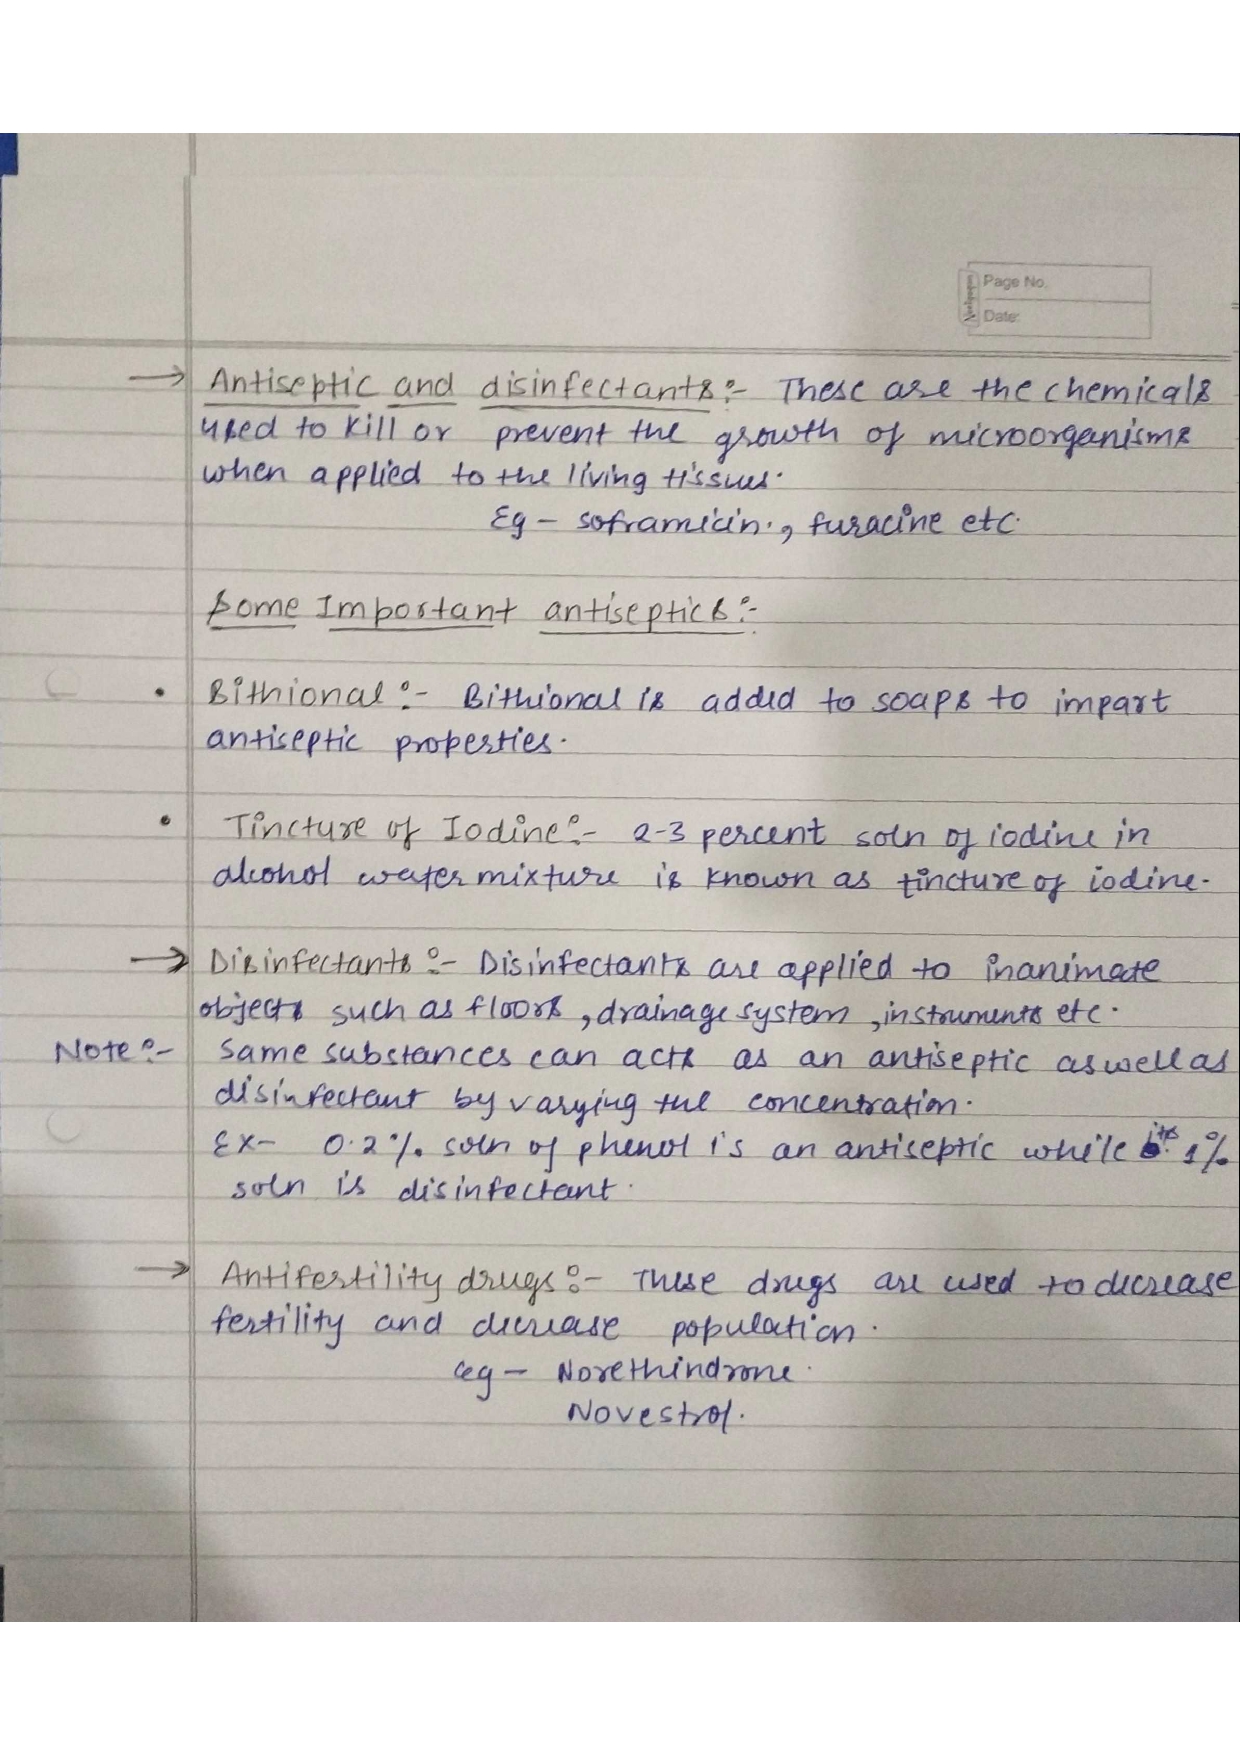 Page No.
Date:
→ Antiseptic and disinfectants:- These are the chemicals
used to kill or prevent the growth of microorganisms
when applied to the living tissues.
Eg - soframicin., furacine etc.
Some Important antiseptics:-
• Bithional:- Bithional is added to soaps to impart
antiseptic properties.
• Tincture of Iodine:- 2-3 percent soln of iodine in
alcohol water mixture is known as tincture of iodine.
→ Disinfectants:- Disinfectants are applied to inanimate
objects such as floors, drainage system, instruments etc.
Note:- Same substances can acts as an antiseptic as well as
disinfectant by varying the concentration.
Ex- 0.2% soln of phenol is an antiseptic while its 1%
soln is disinfectant.
→ Antifertility drugs:- These drugs are used to decrease
fertility and decrease population.
eg - Norethindrone.
Novestrol.